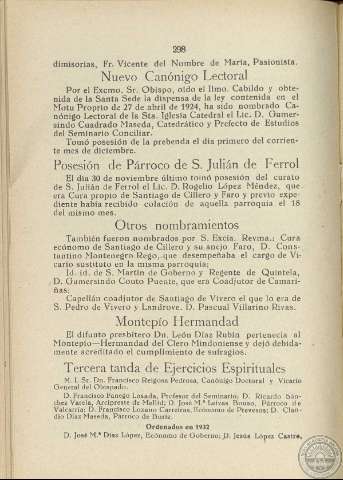 298
dimisorias, Fr. Vicente del Nombre de Maria, Pasionista.
Nuevo Canónigo Lectoral
Por el Excmo. Sr. Obispo, oido el Ilmo. Cabildo y obte-
nida de la Santa Sede la dispensa de la ley contenida en el
Motu Proprio de 27 de abril de 1924, ha sido nombrado Ca-
nónigo Lectoral de la Sta. Iglesia Catedral el Lic. D. Gumer-
sindo Cuadrado Maseda, Catedrático y Prefecto de Estudios
del Seminario Conciliar.
Tomó posesión de la prebenda el día primero del corrien-
te mes de diciembre.
Posesión de Párroco de S. Julián de Ferrol
El día 30 de noviembre último tomó posesión del curato
de S. Julián de Ferrol el Lic. D. Rogelio López Méndez, que
era Cura propio de Santiago de Cillero y Faro y previo expe-
diente había recibido colación de aquella parroquia el 18
del mismo mes.
Otros nombramientos
También fueron nombrados por S. Excia. Revma.: Cura
ecónomo de Santiago de Cillero y su anejo Faro, D. Cons-
tantino Montenegro Rego, que desempeñaba el cargo de Vi-
cario sustituto en la misma parroquia;
Id. id. de S. Martin de Goberno y Regente de Quintela,
D. Gumersindo Couto Puente, que era Coadjutor de Camari-
ñas;
Capellán coadjutor de Santiago de Vivero el que lo era de
S. Pedro de Vivero y Landrove, D. Pascual Villarino Rivas.
Montepío Hermandad
El difunto presbítero Dn. León Díaz Rubin pertenecía al
Montepío—Hermandad del Clero Mindoniense y dejó debida-
mente acreditado el cumplimiento de sufragios.
Tercera tanda de Ejercicios Espirituales
M. I. Sr. Dn. Francisco Reigosa Pedrosa, Canónigo Doctoral y Vicario
General del Obispado.
D. Francisco Fanego Losada, Profesor del Seminario; D. Ricardo Sán-
chez Varela, Arcipreste de Mellid; D. José M.ª Leivas Bouso, Párroco de
Valcarría; D. Francisco Lozano Carreiras, Ecónomo de Prevesos; D. Clau-
dio Díaz Maseda, Párroco de
Ordenados en 1932
D. José M.ª Díaz López, Ecónomo de Goberno; D. Jesús López Castro,